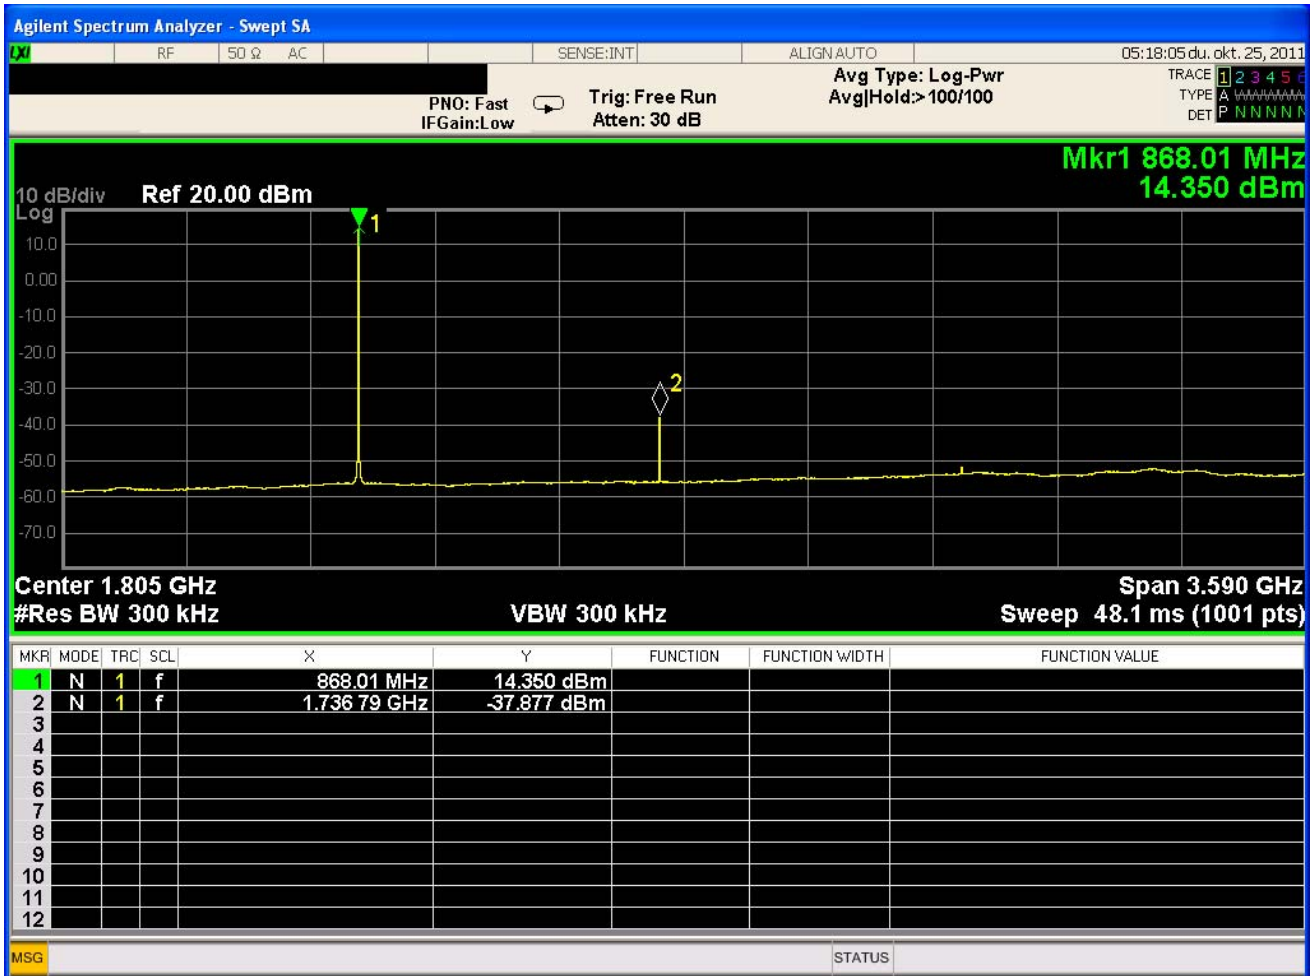 Agilent Spectrum Analyzer - Swept SA
LXI RF 50 Ω AC SENSE:INT ALIGN AUTO 05:18:05 du. okt. 25, 2011
PNO: Fast Trig: Free Run Avg Type: Log-Pwr TRACE 1 2 3 4 5 6
IFGain:Low Atten: 30 dB Avg|Hold:>100/100 TYPE A
DET P N N N N N
Mkr1 868.01 MHz
14.350 dBm
10 dB/div Ref 20.00 dBm
Log
1
10.0
0.00
-10.0
-20.0
-30.0
2
-40.0
-50.0
-60.0
-70.0
Center 1.805 GHz Span 3.590 GHz
#Res BW 300 kHz VBW 300 kHz Sweep 48.1 ms (1001 pts)
MKR MODE TRC SCL X Y FUNCTION FUNCTION WIDTH FUNCTION VALUE
1 N 1 f 868.01 MHz 14.350 dBm
2 N 1 f 1.736 79 GHz -37.877 dBm
3
4
5
6
7
8
9
10
11
12
MSG STATUS